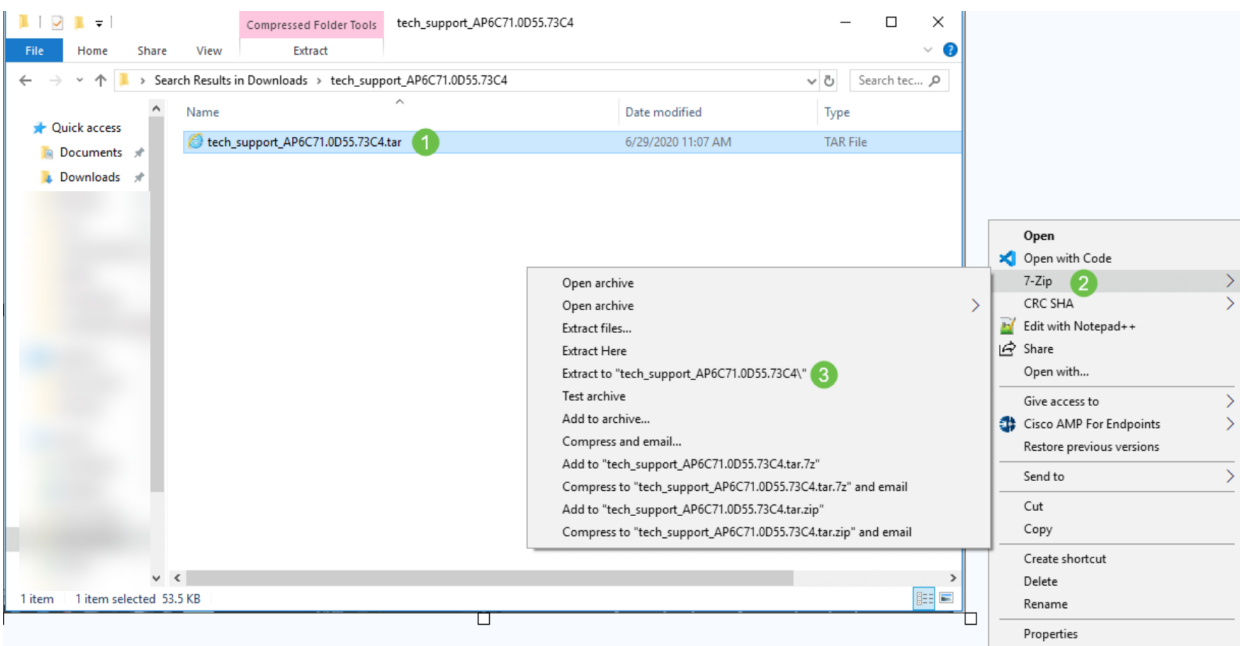 Compressed Folder Tools
tech_support_AP6C71.0D55.73C4
File Home Share View Extract
Search Results in Downloads > tech_support_AP6C71.0D55.73C4
Search tec...
Name Date modified Type
tech_support_AP6C71.0D55.73C4.tar 1 6/29/2020 11:07 AM TAR File
Quick access
Documents
Downloads
Open archive
Open archive
Extract files...
Extract Here
Extract to "tech_support_AP6C71.0D55.73C4\" 3
Test archive
Add to archive...
Compress and email...
Add to "tech_support_AP6C71.0D55.73C4.tar.7z"
Compress to "tech_support_AP6C71.0D55.73C4.tar.7z" and email
Add to "tech_support_AP6C71.0D55.73C4.tar.zip"
Compress to "tech_support_AP6C71.0D55.73C4.tar.zip" and email
Open
Open with Code
7-Zip 2
CRC SHA
Edit with Notepad++
Share
Open with...
Give access to
Cisco AMP For Endpoints
Restore previous versions
Send to
Cut
Copy
Create shortcut
Delete
Rename
Properties
1 item 1 item selected 53.5 KB